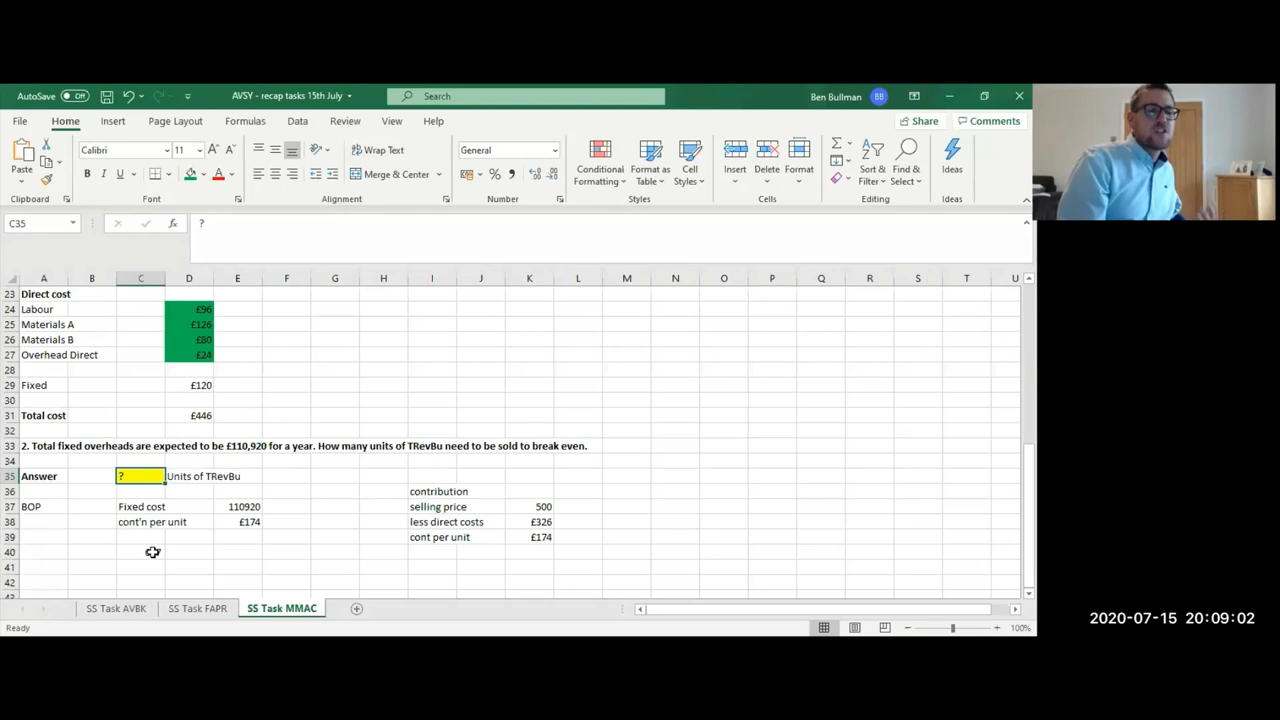 AutoSave Off AVSY - recap tasks 15th July Search Ben Bullman BB
File Home Insert Page Layout Formulas Data Review View Help Share Comments
Calibri 11 Wrap Text General
Paste B I U Merge & Center Conditional Formatting Format as Table Cell Styles Insert Delete Format Sort & Filter Find & Select Ideas
Clipboard Font Alignment Number Styles Cells Editing Ideas
C35 fx ?
A B C D E F G H I J K L M N O P Q R S T U
23 Direct cost
24 Labour £96
25 Materials A £126
26 Materials B £80
27 Overhead Direct £24
28
29 Fixed £120
30
31 Total cost £446
32
33 2. Total fixed overheads are expected to be £110,920 for a year. How many units of TRevBu need to be sold to break even.
34
35 Answer ? Units of TRevBu
36 contribution
37 BOP Fixed cost 110920 selling price 500
38 cont'n per unit £174 less direct costs £326
39 cont per unit £174
40
41
42
43
SS Task AVBK SS Task FAPR SS Task MMAC
Ready 100%
2020-07-15 20:09:02